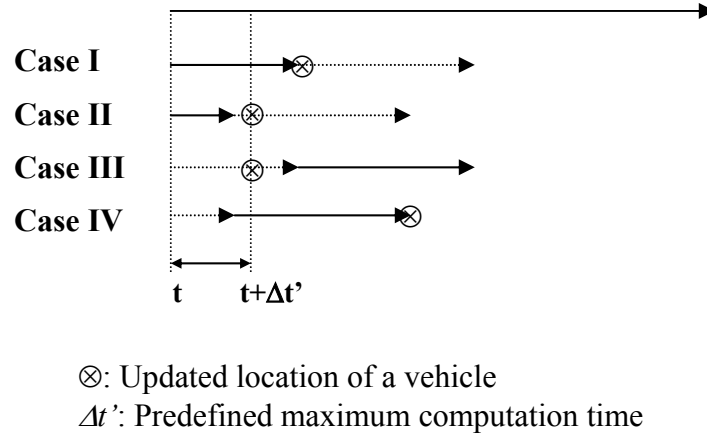 Case I
Case II
Case III
Case IV
t t+Δt’
⊗: Updated location of a vehicle
Δt’: Predefined maximum computation time